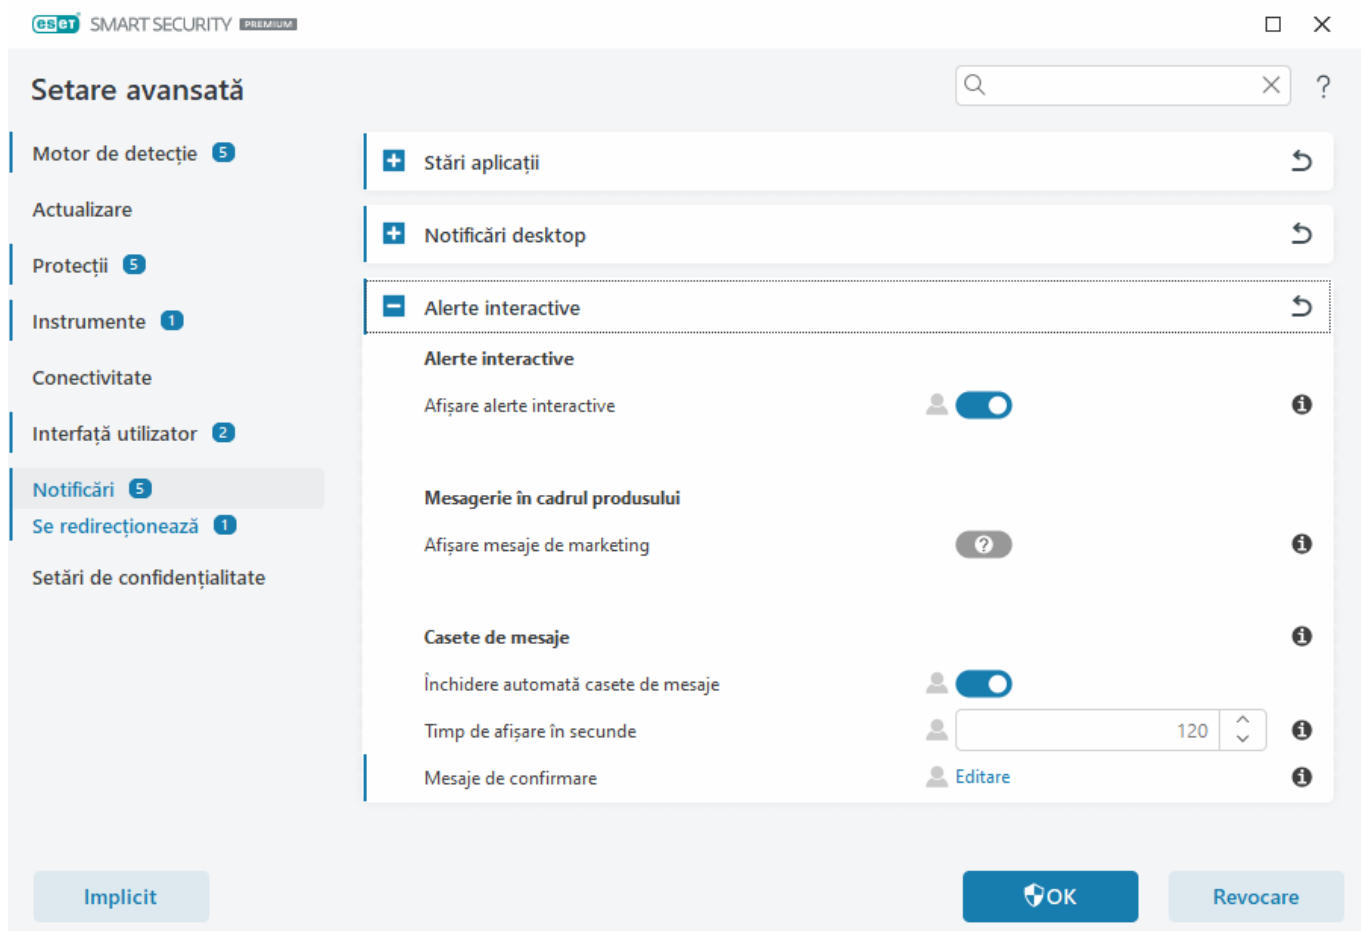 eset SMART SECURITY PREMIUM
Setare avansată
?
Motor de detecție 5
Actualizare
Protecții 5
Instrumente 1
Conectivitate
Interfață utilizator 2
Notificări 5
Se redirecționează 1
Setări de confidențialitate
Stări aplicații
Notificări desktop
Alerte interactive
Alerte interactive
Afișare alerte interactive
Mesagerie în cadrul produsului
Afișare mesaje de marketing ?
Casete de mesaje
Închidere automată casete de mesaje
Timp de afișare în secunde 120
Mesaje de confirmare Editare
Implicit
OK
Revocare